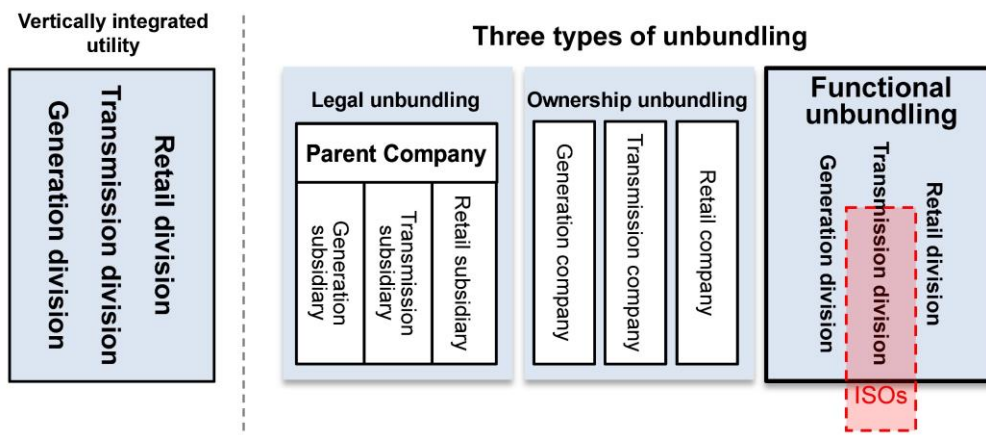 Vertically integrated
utility
Generation division
Transmission division
Retail division
Three types of unbundling
Legal unbundling
Parent Company
Generation
subsidiary
Transmission
subsidiary
Retail subsidiary
Ownership unbundling
Generation company
Transmission company
Retail company
Functional
unbundling
Generation division
Transmission division
Retail division
ISOs